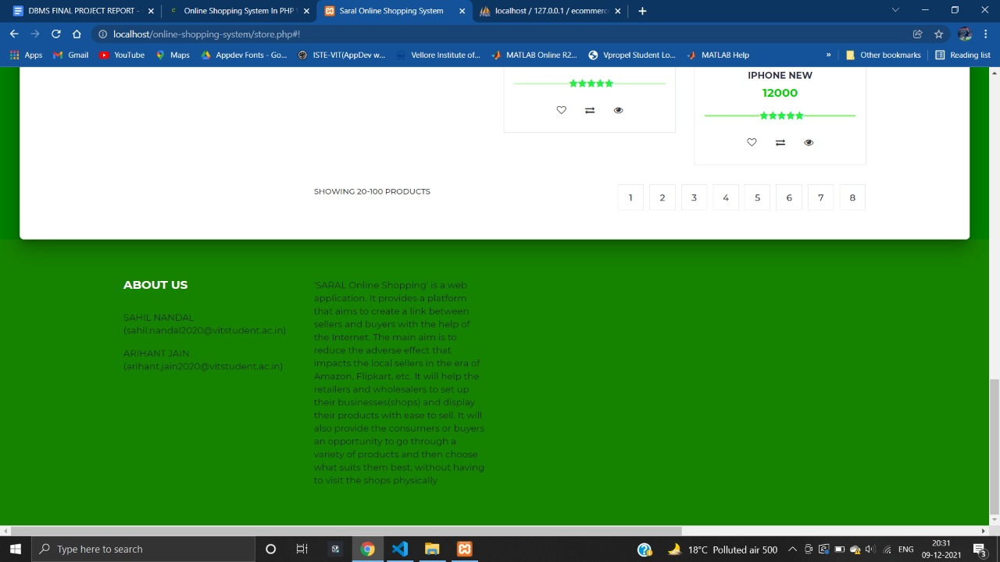 DBMS FINAL PROJECT REPORT -
Online Shopping System In PHP
Saral Online Shopping System
localhost / 127.0.0.1 / ecommerc
localhost/online-shopping-system/store.php#!
Apps
Gmail
YouTube
Maps
Appdev Fonts - Go...
ISTE-VIT(AppDev w...
Vellore Institute of...
MATLAB Online R2...
Vpropel Student Lo...
MATLAB Help
»
Other bookmarks
Reading list
IPHONE NEW
12000
SHOWING 20-100 PRODUCTS
1 2 3 4 5 6 7 8
ABOUT US
SAHIL NANDAL
(sahil.nandal2020@vitstudent.ac.in)
ARIHANT JAIN
(arihant.jain2020@vitstudent.ac.in)
'SARAL Online Shopping' is a web
application. It provides a platform
that aims to create a link between
sellers and buyers with the help of
the Internet. The main aim is to
reduce the adverse effect that
impacts the local sellers in the era of
Amazon, Flipkart, etc. It will help the
retailers and wholesalers to set up
their businesses(shops) and display
their products with ease to sell. It will
also provide the consumers or buyers
an opportunity to go through a
variety of products and then choose
what suits them best, without having
to visit the shops physically
Type here to search
18°C Polluted air 500
ENG
20:31
09-12-2021
3